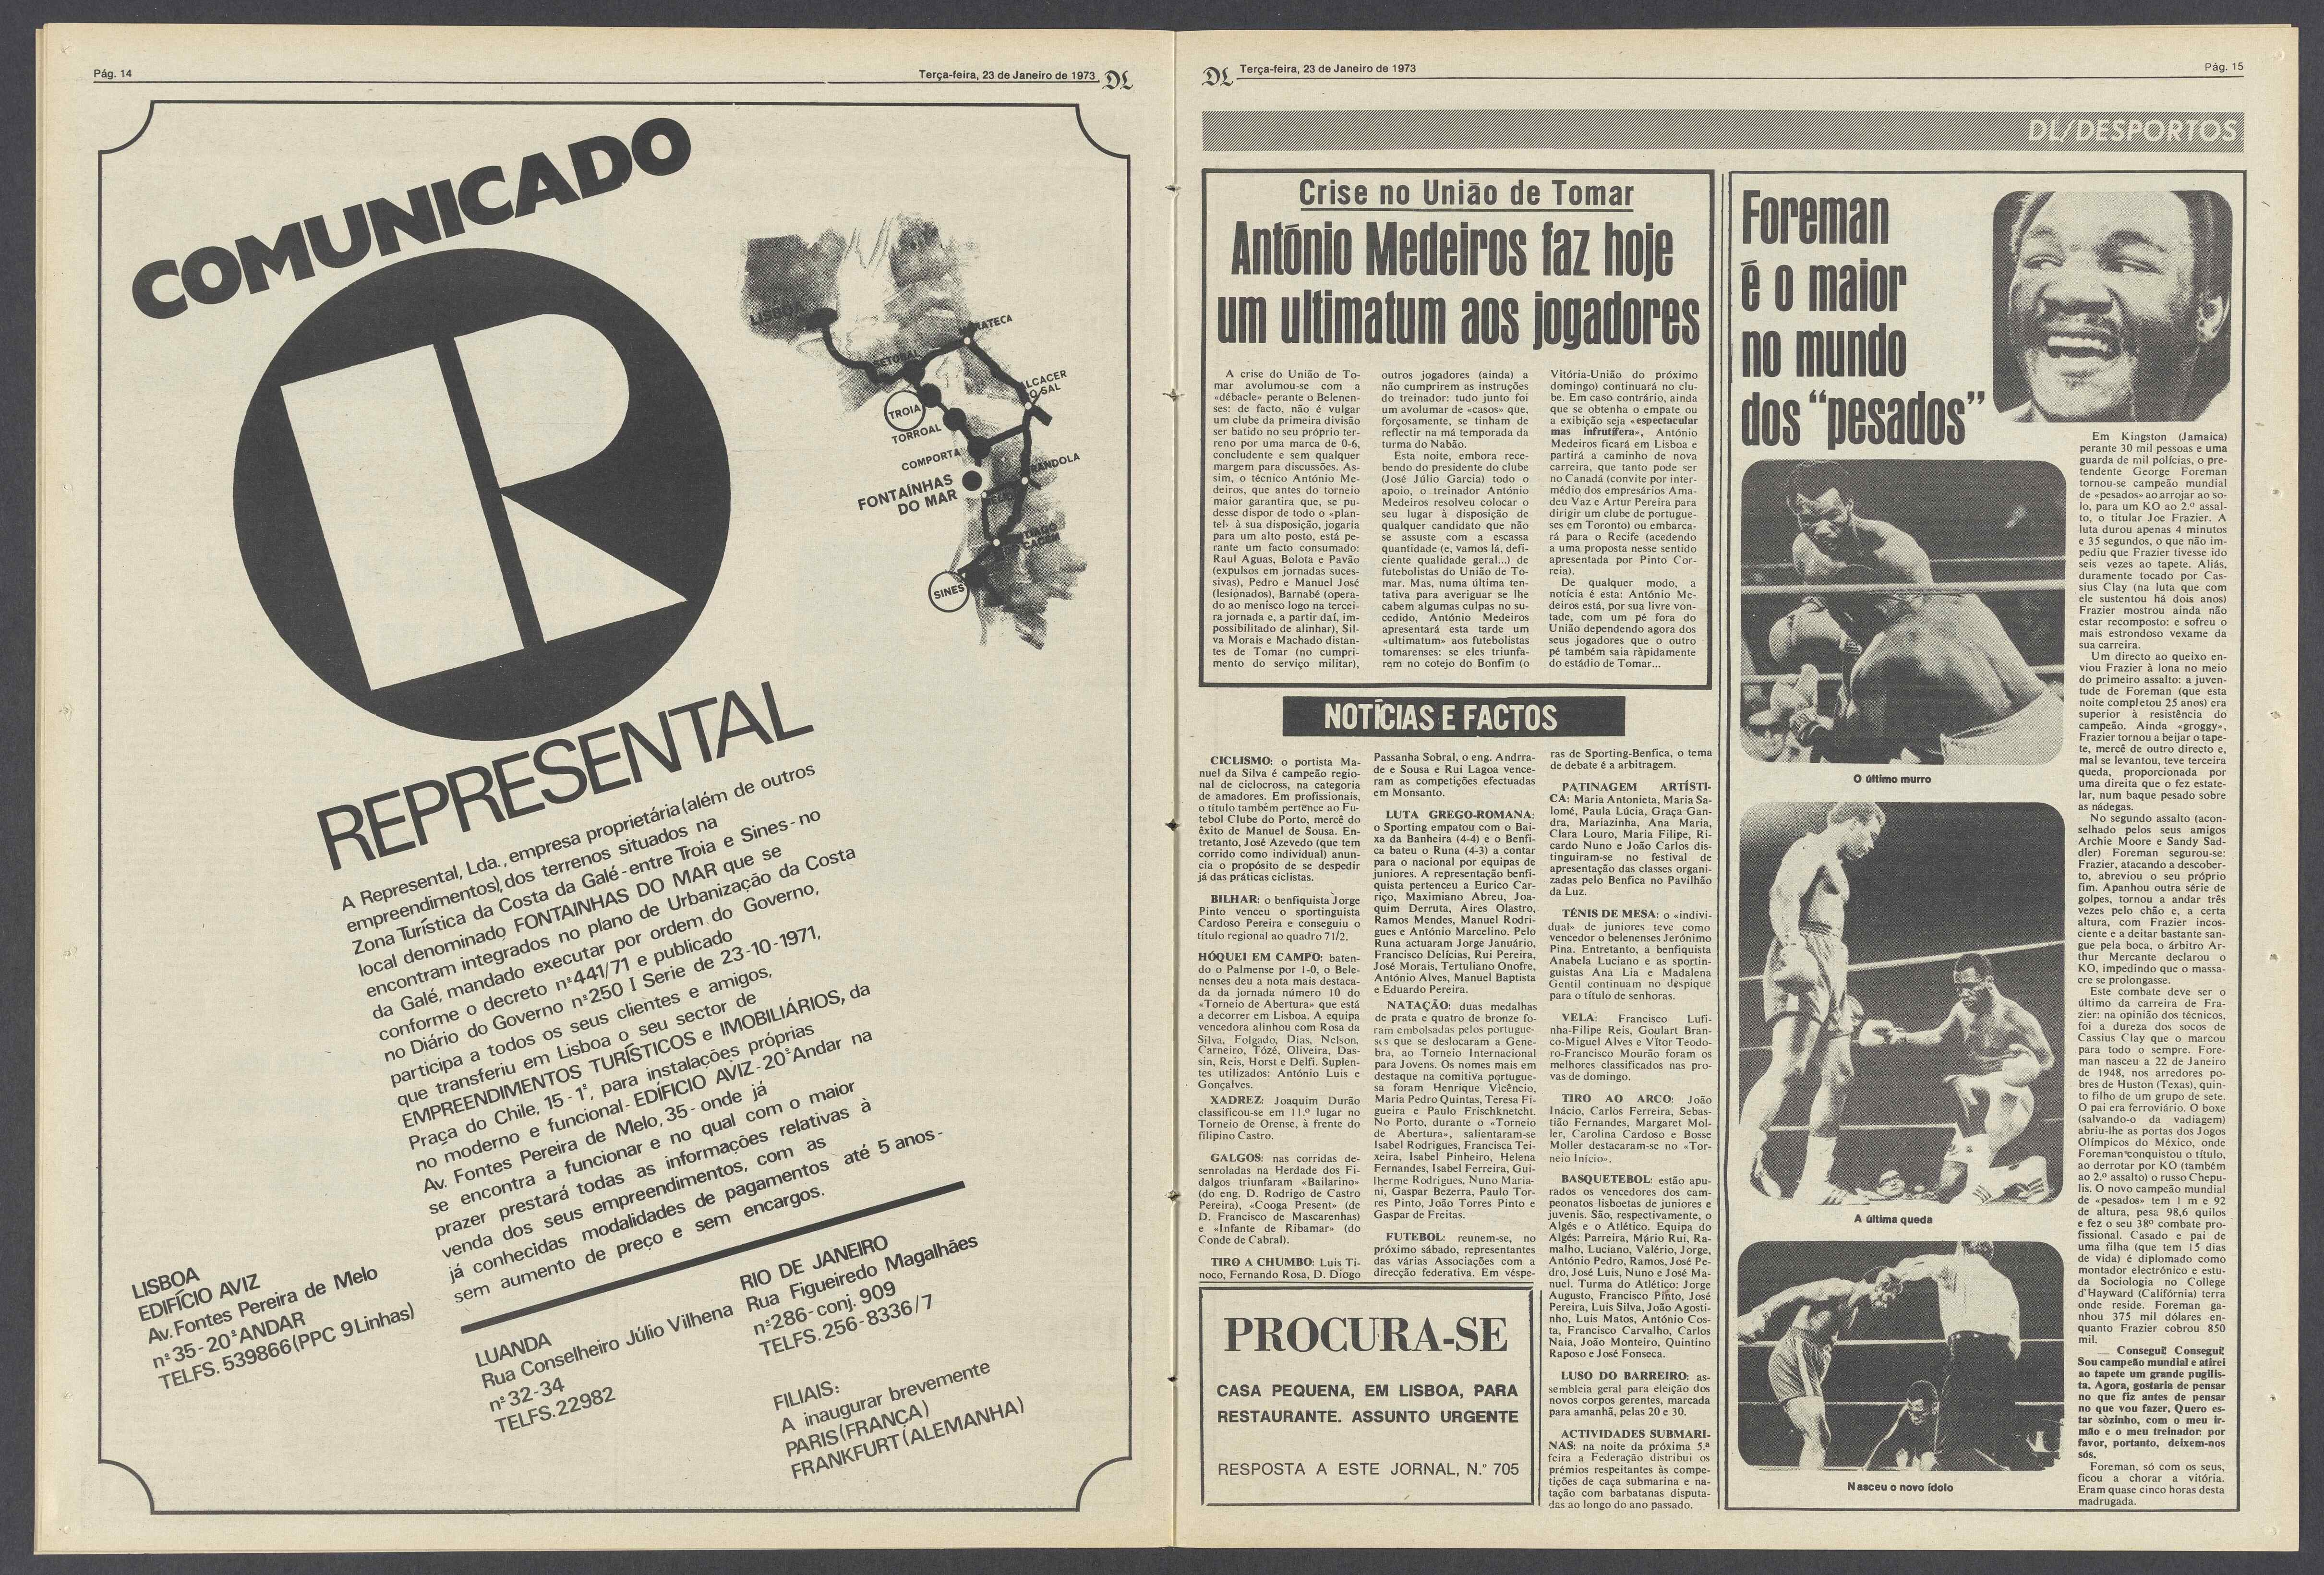 Pág. 14
Terça-feira, 23 de Janeiro de 1973
DL
COMUNICADO
R
LISBOA
MARATECA
SETÚBAL
ALCACER
DO SAL
TROIA
TORROAL
COMPORTA
GRANDOLA
FONTAÍNHAS
DO MAR
MELIDES
S. TIAGO
DO CACEM
SINES
REPRESENTAL
A Represental, Lda., empresa proprietária (além de outros
empreendimentos), dos terrenos situados na
Zona Turística da Costa da Galé - entre Troia e Sines - no
local denominado FONTAINHAS DO MAR que se
encontram integrados no plano de Urbanização da Costa
da Galé, mandado executar por ordem do Governo,
conforme o decreto nº 441/71 e publicado
no Diário do Governo nº 250 I Serie de 23-10-1971,
participa a todos os seus clientes e amigos,
que transferiu em Lisboa o seu sector de
EMPREENDIMENTOS TURÍSTICOS e IMOBILIÁRIOS, da
Praça do Chile, 15 - 1º, para instalações próprias
no moderno e funcional - EDIFICIO AVIZ - 20º Andar na
Av. Fontes Pereira de Melo, 35 - onde já
se encontra a funcionar e no qual com o maior
prazer prestará todas as informações relativas à
venda dos seus empreendimentos, com as
já conhecidas modalidades de pagamentos até 5 anos -
sem aumento de preço e sem encargos.
LISBOA
EDIFÍCIO AVIZ
Av. Fontes Pereira de Melo
nº 35 - 20º ANDAR
TELFS. 539866 (PPC 9 Linhas)
LUANDA
Rua Conselheiro Júlio Vilhena
nº 32-34
TELFS. 22982
RIO DE JANEIRO
Rua Figueiredo Magalhães
nº 286 - conj. 909
TELFS. 256-8336/7
FILIAIS:
A inaugurar brevemente
PARIS (FRANÇA)
FRANKFURT (ALEMANHA)
DL
Terça-feira, 23 de Janeiro de 1973
Pág. 15
DL/DESPORTOS
Crise no União de Tomar
António Medeiros faz hoje
um ultimatum aos jogadores
A crise do União de To-
mar avolumou-se com a
«débacle» perante o Belenen-
ses: de facto, não é vulgar
um clube da primeira divisão
ser batido no seu próprio ter-
reno por uma marca de 0-6,
concludente e sem qualquer
margem para discussões. As-
sim, o técnico António Me-
deiros, que antes do torneio
maior garantira que, se pu-
desse dispor de todo o «plan-
tel» à sua disposição, jogaria
para um alto posto, está pe-
rante um facto consumado:
Raul Aguas, Bolota e Pavão
(expulsos em jornadas suces-
sivas), Pedro e Manuel José
(lesionados), Barnabé (opera-
do ao menisco logo na tercei-
ra jornada e, a partir daí, im-
possibilitado de alinhar), Sil-
va Morais e Machado distan-
tes de Tomar (no cumpri-
mento do serviço militar),
outros jogadores (ainda) a
não cumprirem as instruções
do treinador: tudo junto foi
um avolumar de «casos» que,
forçosamente, se tinham de
reflectir na má temporada da
turma do Nabão.
Esta noite, embora rece-
bendo do presidente do clube
(José Júlio Garcia) todo o
apoio, o treinador António
Medeiros resolveu colocar o
seu lugar à disposição de
qualquer candidato que não
se assuste com a escassa
quantidade (e, vamos lá, defi-
ciente qualidade geral...) de
futebolistas do União de To-
mar. Mas, numa última ten-
tativa para averiguar se lhe
cabem algumas culpas no su-
cedido, António Medeiros
apresentará esta tarde um
«ultimatum» aos futebolistas
tomarenses: se eles triunfa-
rem no cotejo do Bonfim (o
Vitória-União do próximo
domingo) continuará no clu-
be. Em caso contrário, ainda
que se obtenha o empate ou
a exibição seja «espectacular
mas infrutífera», António
Medeiros ficará em Lisboa e
partirá a caminho de nova
carreira, que tanto pode ser
no Canadá (convite por inter-
médio dos empresários Ama-
deu Vaz e Artur Pereira para
dirigir um clube de portugue-
ses em Toronto) ou embarca-
rá para o Recife (acedendo
a uma proposta nesse sentido
apresentada por Pinto Cor-
reia).
De qualquer modo, a
notícia é esta: António Me-
deiros está, por sua livre von-
tade, com um pé fora do
União dependendo agora dos
seus jogadores que o outro
pé também saia ràpidamente
do estádio de Tomar...
NOTÍCIAS E FACTOS
CICLISMO: o portista Ma-
nuel da Silva é campeão regio-
nal de ciclocross, na categoria
de amadores. Em profissionais,
o título também pertence ao Fu-
tebol Clube do Porto, mercê do
êxito de Manuel de Sousa. En-
tretanto, José Azevedo (que tem
corrido como individual) anun-
cia o propósito de se despedir
já das práticas ciclistas.
BILHAR: o benfiquista Jorge
Pinto venceu o sportinguista
Cardoso Pereira e conseguiu o
título regional ao quadro 71/2.
HÓQUEI EM CAMPO: baten-
do o Palmense por 1-0, o Bele-
nenses deu a nota mais destaca-
da da jornada número 10 do
«Torneio de Abertura» que está
a decorrer em Lisboa. A equipa
vencedora alinhou com Rosa da
Silva, Folgado, Dias, Nelson,
Carneiro, Tózé, Oliveira, Das-
sin, Reis, Horst e Delfi. Suplen-
tes utilizados: António Luis e
Gonçalves.
XADREZ: Joaquim Durão
classificou-se em 11.º lugar no
Torneio de Orense, à frente do
filipino Castro.
GALGOS: nas corridas de-
senroladas na Herdade dos Fi-
dalgos triunfaram «Bailarino»
(do eng. D. Rodrigo de Castro
Pereira), «Cooga Present» (de
D. Francisco de Mascarenhas)
e «Infante de Ribamar» (do
Conde de Cabral).
TIRO A CHUMBO: Luis Ti-
noco, Fernando Rosa, D. Diogo
Passanha Sobral, o eng. Andrra-
de e Sousa e Rui Lagoa vence-
ram as competições efectuadas
em Monsanto.
LUTA GREGO-ROMANA:
o Sporting empatou com o Bai-
xa da Banheira (4-4) e o Benfi-
ca bateu o Runa (4-3) a contar
para o nacional por equipas de
juniores. A representação benfi-
quista pertenceu a Eurico Car-
riço, Maximiano Abreu, Joa-
quim Derruta, Aires Olastro,
Ramos Mendes, Manuel Rodri-
gues e António Marcelino. Pelo
Runa actuaram Jorge Januário,
Francisco Delícias, Rui Pereira,
José Morais, Tertuliano Onofre,
António Alves, Manuel Baptista
e Eduardo Pereira.
NATAÇÃO: duas medalhas
de prata e quatro de bronze fo-
ram embolsadas pelos portugue-
ses que se deslocaram a Gene-
bra, ao Torneio Internacional
para Jovens. Os nomes mais em
destaque na comitiva portugue-
sa foram Henrique Vicêncio,
Maria Pedro Quintas, Teresa Fi-
gueira e Paulo Frischknetcht.
No Porto, durante o «Torneio
de Abertura», salientaram-se
Isabel Rodrigues, Francisca Tei-
xeira, Isabel Pinheiro, Helena
Fernandes, Isabel Ferreira, Gui-
lherme Rodrigues, Nuno Maria-
ni, Gaspar Bezerra, Paulo Tor-
res Pinto, João Torres Pinto e
Gaspar de Freitas.
FUTEBOL: reunem-se, no
próximo sábado, representantes
das várias Associações com a
direcção federativa. Em véspe-
ras de Sporting-Benfica, o tema
de debate é a arbitragem.
PATINAGEM ARTÍSTI-
CA: Maria Antonieta, Maria Sa-
lomé, Paula Lúcia, Graça Gan-
dra, Mariazinha, Ana Maria,
Clara Louro, Maria Filipe, Ri-
cardo Nuno e João Carlos dis-
tinguiram-se no festival de
apresentação das classes organi-
zadas pelo Benfica no Pavilhão
da Luz.
TÉNIS DE MESA: o «indivi-
dual» de juniores teve como
vencedor o belenenses Jerónimo
Pina. Entretanto, a benfiquista
Anabela Luciano e as sportin-
guistas Ana Lia e Madalena
Gentil continuam no despique
para o título de senhoras.
VELA: Francisco Lufi-
nha-Filipe Reis, Goulart Bran-
co-Miguel Alves e Vítor Teodo-
ro-Francisco Mourão foram os
melhores classificados nas pro-
vas de domingo.
TIRO AO ARCO: João
Inácio, Carlos Ferreira, Sebas-
tião Fernandes, Margaret Mol-
ler, Carolina Cardoso e Bosse
Moller destacaram-se no «Tor-
neio Início».
BASQUETEBOL: estão apu-
rados os vencedores dos cam-
peonatos lisboetas de juniores e
juvenis. São, respectivamente, o
Algés e o Atlético. Equipa do
Algés: Parreira, Mário Rui, Ra-
malho, Luciano, Valério, Jorge,
António Pedro, Ramos, José Pe-
dro, José Luis, Nuno e José Ma-
nuel. Turma do Atlético: Jorge
Augusto, Francisco Pinto, José
Pereira, Luis Silva, João Agosti-
nho, Luis Matos, António Cos-
ta, Francisco Carvalho, Carlos
Naia, João Monteiro, Quintino
Raposo e José Fonseca.
LUSO DO BARREIRO: as-
sembleia geral para eleição dos
novos corpos gerentes, marcada
para amanhã, pelas 20 e 30.
ACTIVIDADES SUBMARI-
NAS: na noite da próxima 5.ª
feira a Federação distribui os
prémios respeitantes às compe-
tições de caça submarina e na-
tação com barbatanas disputa-
das ao longo do ano passado.
PROCURA-SE
CASA PEQUENA, EM LISBOA, PARA
RESTAURANTE. ASSUNTO URGENTE
RESPOSTA A ESTE JORNAL, N.º 705
Foreman
é o maior
no mundo
dos "pesados"
O último murro
A última queda
Nasceu o novo ídolo
Em Kingston (Jamaica)
perante 30 mil pessoas e uma
guarda de mil polícias, o pre-
tendente George Foreman
tornou-se campeão mundial
de «pesados» ao arrojar ao so-
lo, para um KO ao 2.º assal-
to, o titular Joe Frazier. A
luta durou apenas 4 minutos
e 35 segundos, o que não im-
pediu que Frazier tivesse ido
seis vezes ao tapete. Aliás,
duramente tocado por Cas-
sius Clay (na luta que com
ele sustentou há dois anos)
Frazier mostrou ainda não
estar recomposto: e sofreu o
mais estrondoso vexame da
sua carreira.
Um directo ao queixo en-
viou Frazier à lona no meio
do primeiro assalto: a juven-
tude de Foreman (que esta
noite completou 25 anos) era
superior à resistência do
campeão. Ainda «groggy»,
Frazier tornou a beijar o tape-
te, mercê de outro directo e,
mal se levantou, teve terceira
queda, proporcionada por
uma direita que o fez estate-
lar, num baque pesado sobre
as nádegas.
No segundo assalto (acon-
selhado pelos seus amigos
Archie Moore e Sandy Sad-
dler) Foreman segurou-se:
Frazier, atacando a descober-
to, abreviou o seu próprio
fim. Apanhou outra série de
golpes, tornou a andar três
vezes pelo chão e, a certa
altura, com Frazier incos-
ciente e a deitar bastante san-
gue pela boca, o árbitro Ar-
thur Mercante declarou o
KO, impedindo que o massa-
cre se prolongasse.
Este combate deve ser o
último da carreira de Fra-
zier: na opinião dos técnicos,
foi a dureza dos socos de
Cassius Clay que o marcou
para todo o sempre. Fore-
man nasceu a 22 de Janeiro
de 1948, nos arredores po-
bres de Huston (Texas), quin-
to filho de um grupo de sete.
O pai era ferroviário. O boxe
(salvando-o da vadiagem)
abriu-lhe as portas dos Jogos
Olímpicos do México, onde
Foreman conquistou o título,
ao derrotar por KO (também
ao 2.º assalto) o russo Chepu-
lis. O novo campeão mundial
de «pesados» tem 1 m e 92
de altura, pesa 98,6 quilos
e fez o seu 38º combate pro-
fissional. Casado e pai de
uma filha (que tem 15 dias
de vida) é diplomado como
montador electrónico e estu-
da Sociologia no College
d'Hayward (Califórnia) terra
onde reside. Foreman ga-
nhou 375 mil dólares en-
quanto Frazier cobrou 850
mil.
— Consegui! Consegui!
Sou campeão mundial e atirei
ao tapete um grande pugilis-
ta. Agora, gostaria de pensar
no que fiz antes de pensar
no que vou fazer. Quero es-
tar sòzinho, com o meu ir-
mão e o meu treinador: por
favor, portanto, deixem-nos
sós.
Foreman, só com os seus,
ficou a chorar a vitória.
Eram quase cinco horas desta
madrugada.